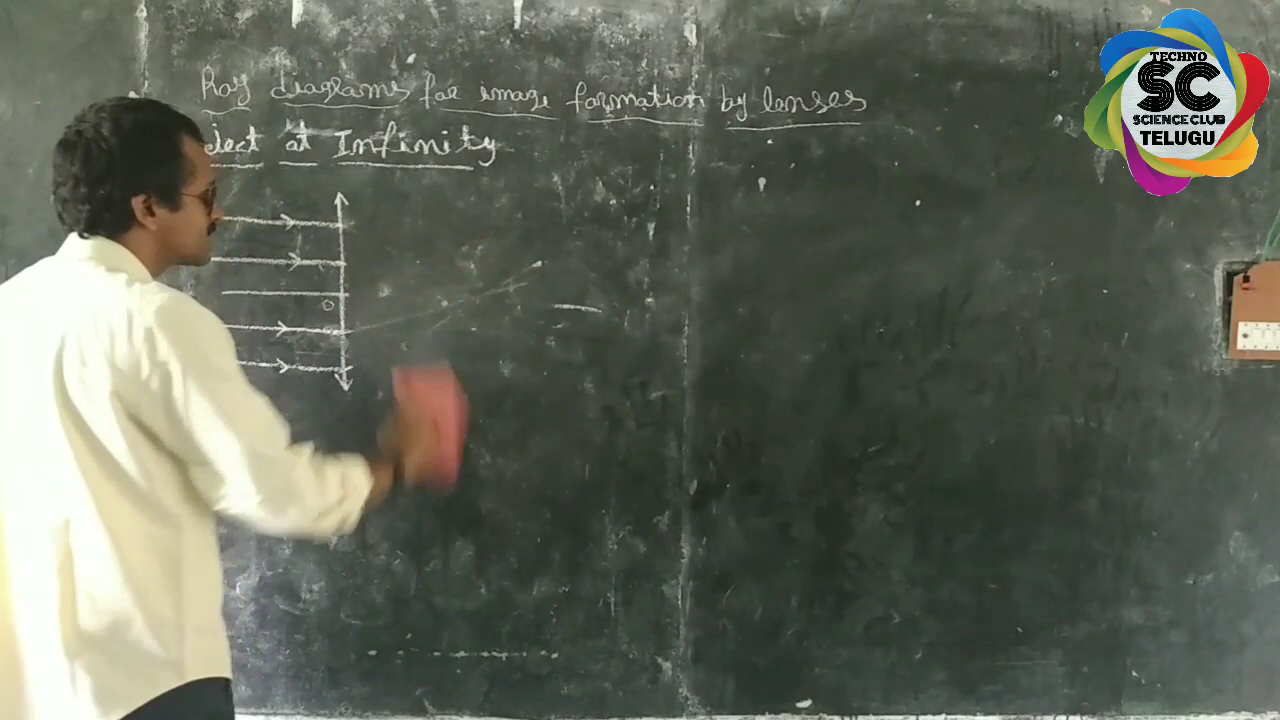 Ray diagrams for image formation by lenses
ject at Infinity
O
TECHNO
SC
SCIENCE CLUB
TELUGU